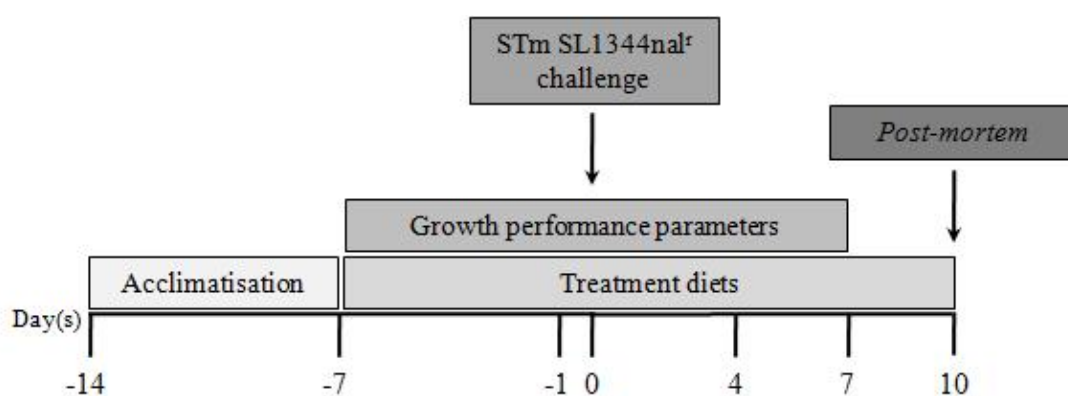 STm SL1344nalʳ
challenge
Post-mortem
Growth performance parameters
Acclimatisation
Treatment diets
Day(s)
-14
-7
-1
0
4
7
10